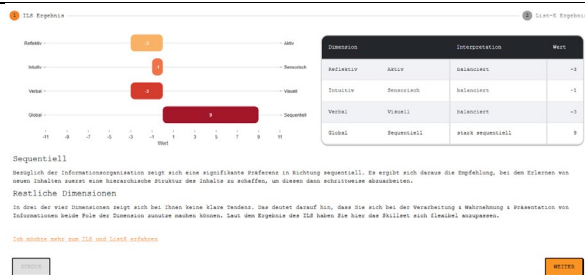 1 ILS Ergebnis
2 List-K Ergebnis
Reflektiv
-3
Aktiv
Intuitiv
-1
Sensorisch
Verbal
-3
Visuell
Global
9
Sequentiell
-11 -9 -7 -5 -3 -1 1 3 5 7 9 11
Wert
Dimension Interpretation Wert
Reflektiv Aktiv balanciert -3
Intuitiv Sensorisch balanciert -1
Verbal Visuell balanciert -3
Global Sequentiell stark sequentiell 9
Sequentiell
Bezüglich der Informationsorganisation zeigt sich eine signifikante Präferenz in Richtung sequentiell. Es ergibt sich daraus die Empfehlung, bei dem Erlernen von
neuen Inhalten zuerst eine hierarchische Struktur des Inhalts zu schaffen, um diesen dann schrittweise abzuarbeiten.
Restliche Dimensionen
In drei der vier Dimensionen zeigt sich bei Ihnen keine klare Tendenz. Das deutet darauf hin, dass Sie sich bei der Verarbeitung & Wahrnehmung & Präsentation von
Informationen beide Pole der Dimension zunutze machen können. Laut dem Ergebnis des ILS haben Sie hier das Skillset sich flexibel anzupassen.
Ich möchte mehr zum ILS und ListK erfahren
ZURÜCK
WEITER